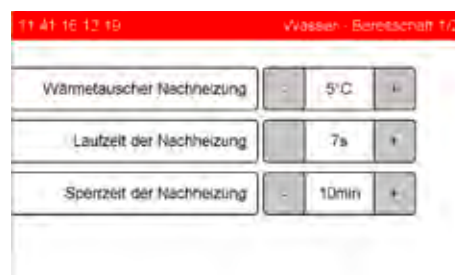 11:41 16.12.19 Wasser - Bereitschaft 1/2
Wärmetauscher Nachheizung - 5°C +
Laufzeit der Nachheizung 7s +
Sperrzeit der Nachheizung - 10min +